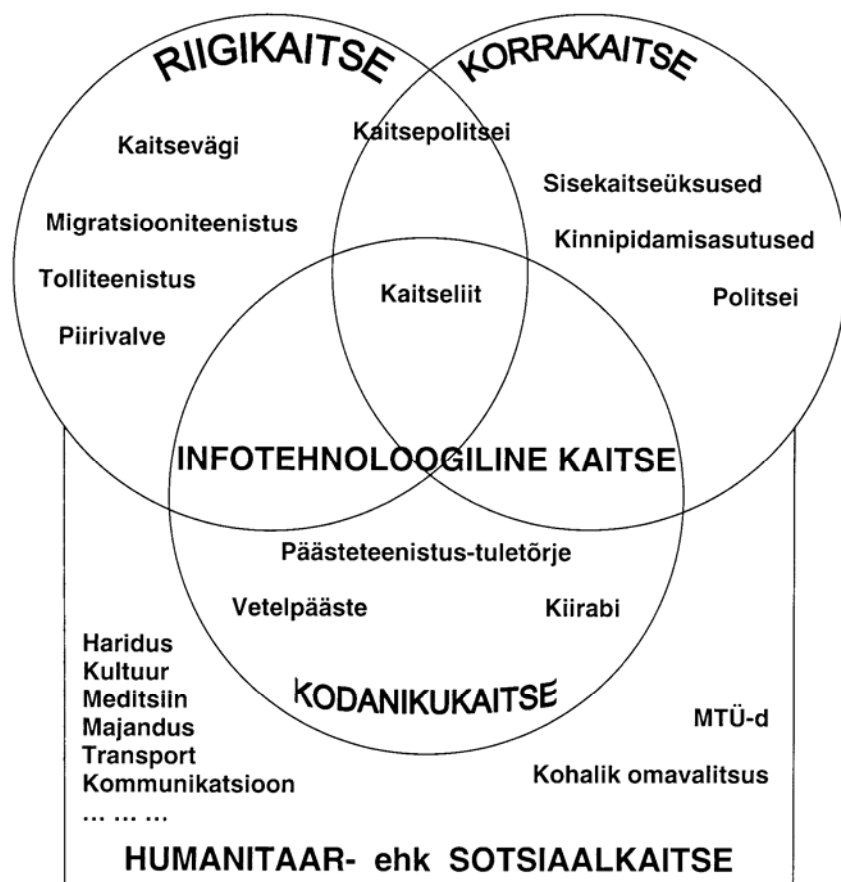 RIIGIKAITSE
KORRAKAITSE
Kaitsevägi
Kaitsepolitsei
Sisekaitseüksused
Migratsiooniteenistus
Kinnipidamisasutused
Tolliteenistus
Kaitseliit
Politsei
Piirivalve
INFOTEHNOLOOGILINE KAITSE
Päästeteenistus-tuletõrje
Vetelpääste
Kiirabi
KODANIKUKAITSE
Haridus
Kultuur
Meditsiin
Majandus
Transport
Kommunikatsioon
... ... ...
MTÜ-d
Kohalik omavalitsus
HUMANITAAR- ehk SOTSIAALKAITSE